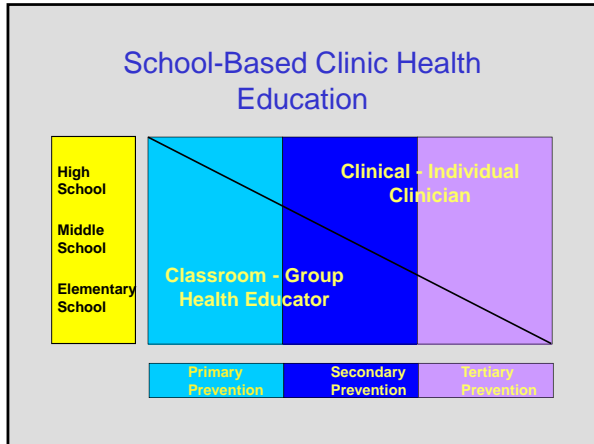 School-Based Clinic Health
Education
High
School
Middle
School
Elementary
School
Clinical - Individual
Clinician
Classroom - Group
Health Educator
Primary
Prevention
Secondary
Prevention
Tertiary
Prevention